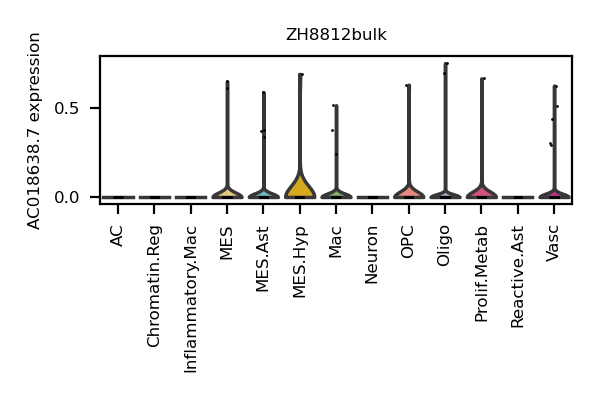 ZH8812bulk
AC018638.7 expression
0.5
0.0
AC
Chromatin.Reg
Inflammatory.Mac
MES
MES.Ast
MES.Hyp
Mac
Neuron
OPC
Oligo
Prolif.Metab
Reactive.Ast
Vasc